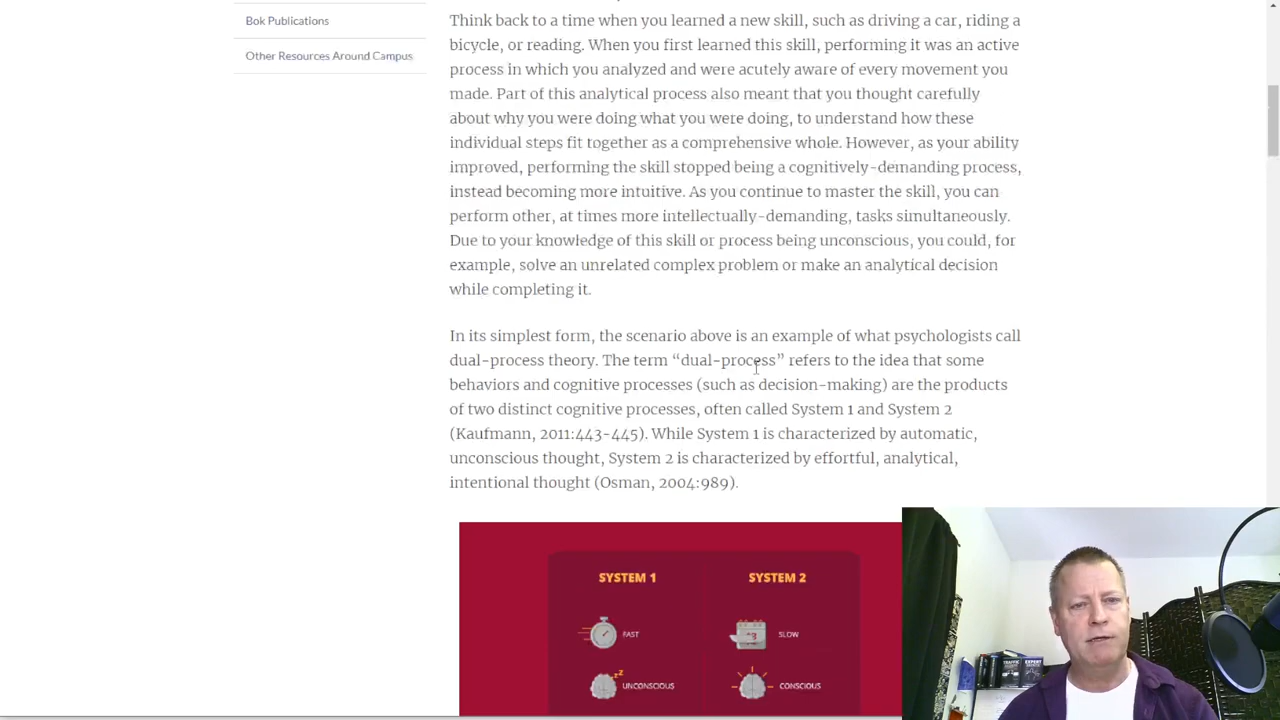 Bok Publications
Other Resources Around Campus
Think back to a time when you learned a new skill, such as driving a car, riding a
bicycle, or reading. When you first learned this skill, performing it was an active
process in which you analyzed and were acutely aware of every movement you
made. Part of this analytical process also meant that you thought carefully
about why you were doing what you were doing, to understand how these
individual steps fit together as a comprehensive whole. However, as your ability
improved, performing the skill stopped being a cognitively-demanding process,
instead becoming more intuitive. As you continue to master the skill, you can
perform other, at times more intellectually-demanding, tasks simultaneously.
Due to your knowledge of this skill or process being unconscious, you could, for
example, solve an unrelated complex problem or make an analytical decision
while completing it.
In its simplest form, the scenario above is an example of what psychologists call
dual-process theory. The term “dual-process” refers to the idea that some
behaviors and cognitive processes (such as decision-making) are the products
of two distinct cognitive processes, often called System 1 and System 2
(Kaufmann, 2011:443-445). While System 1 is characterized by automatic,
unconscious thought, System 2 is characterized by effortful, analytical,
intentional thought (Osman, 2004:989).
SYSTEM 1
SYSTEM 2
FAST
SLOW
UNCONSCIOUS
CONSCIOUS
TRAFFIC
EXPERT